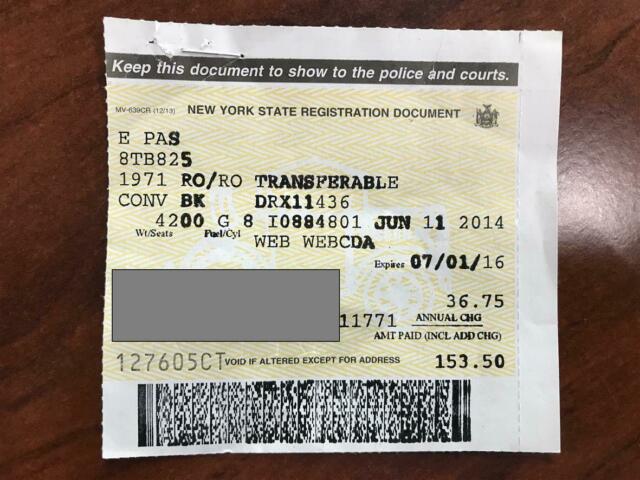 Keep this document to show to the police and courts.
MV-639CR (12/13) NEW YORK STATE REGISTRATION DOCUMENT
E PAS
8TB825
1971 RO/RO TRANSFERABLE
CONV BK DRX11436
4200 G 8 I0884801 JUN 11 2014
Wt/Seats Fuel/Cyl
WEB WEBCDA
Expires 07/01/16
36.75
11771 ANNUAL CHG
AMT PAID (INCL ADD CHG)
127605CT VOID IF ALTERED EXCEPT FOR ADDRESS 153.50